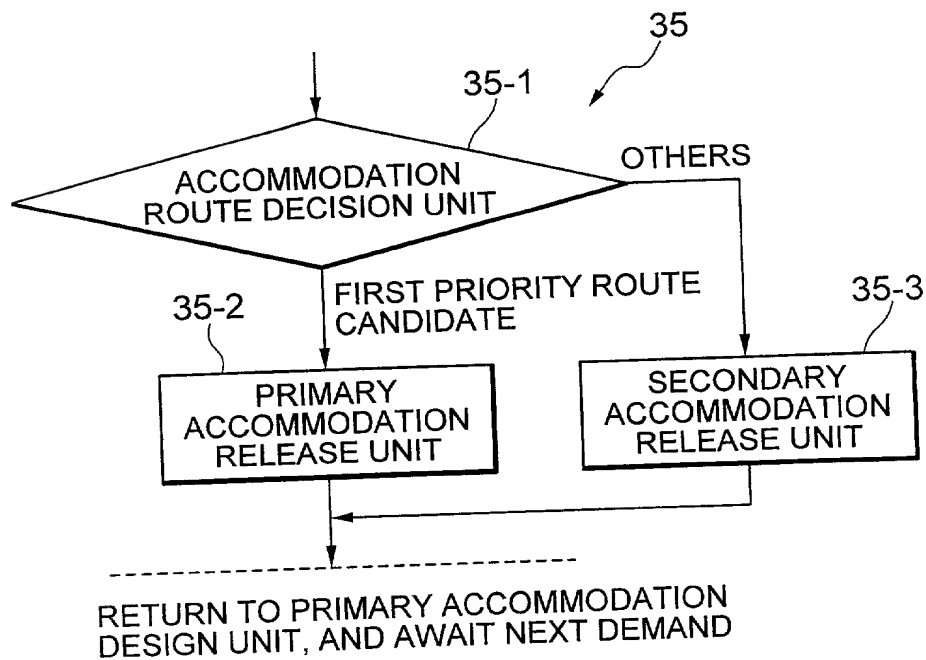 35
35-1
OTHERS
ACCOMMODATION
ROUTE DECISION UNIT
FIRST PRIORITY ROUTE
CANDIDATE
35-2
35-3
PRIMARY
ACCOMMODATION
RELEASE UNIT
SECONDARY
ACCOMMODATION
RELEASE UNIT
RETURN TO PRIMARY ACCOMMODATION
DESIGN UNIT, AND AWAIT NEXT DEMAND